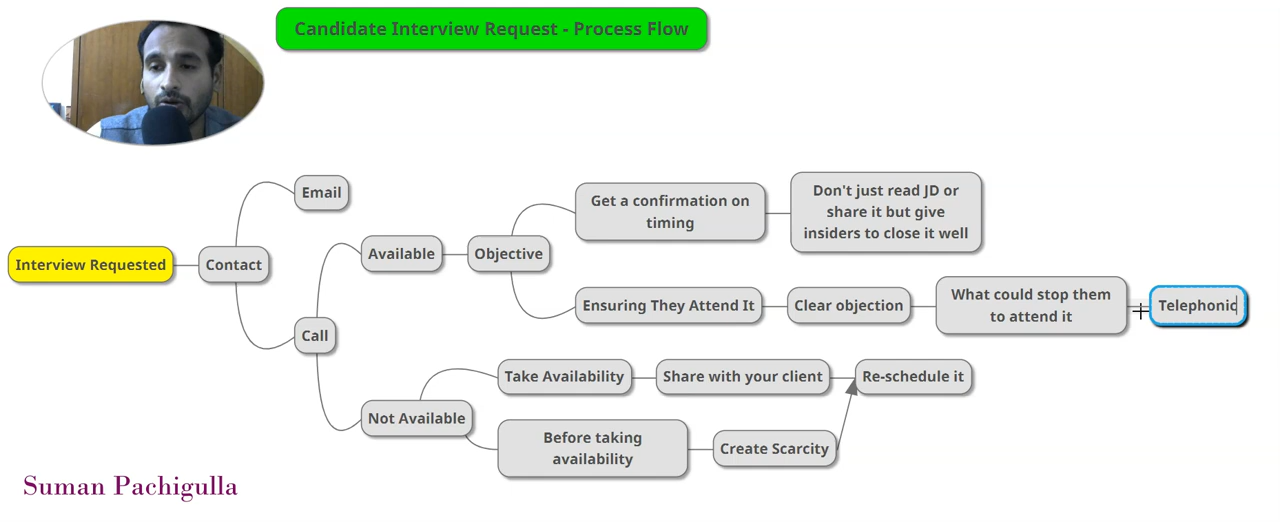 Candidate Interview Request - Process Flow
Interview Requested
Contact
Email
Call
Available
Objective
Get a confirmation on
timing
Don't just read JD or
share it but give
insiders to close it well
Ensuring They Attend It
Clear objection
What could stop them
to attend it
Telephonic
Not Available
Take Availability
Share with your client
Re-schedule it
Before taking
availability
Create Scarcity
Suman Pachigulla